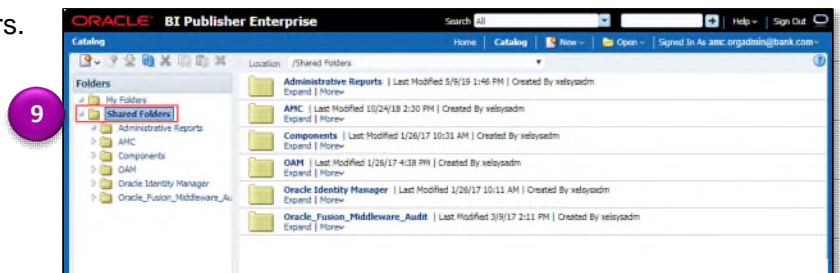 rs.
ORACLE BI Publisher Enterprise Search All Help Sign Out
Catalog Home Catalog New Open Signed In As amc.orgadmin@bank.com
Location /Shared Folders
Folders
My Folders
9
Shared Folders
Administrative Reports
AMC
Components
OAM
Oracle Identity Manager
Oracle_Fusion_Middleware_Au
Administrative Reports | Last Modified 5/9/19 1:46 PM | Created By xelsysadm
Expand | More
AMC | Last Modified 10/24/19 2:30 PM | Created By xelsysadm
Expand | More
Components | Last Modified 1/26/17 10:31 AM | Created By xelsysadm
Expand | More
OAM | Last Modified 1/26/17 4:38 PM | Created By xelsysadm
Expand | More
Oracle Identity Manager | Last Modified 1/26/17 10:11 AM | Created By xelsysadm
Expand | More
Oracle_Fusion_Middleware_Audit | Last Modified 3/9/17 2:11 PM | Created By xelsysadm
Expand | More